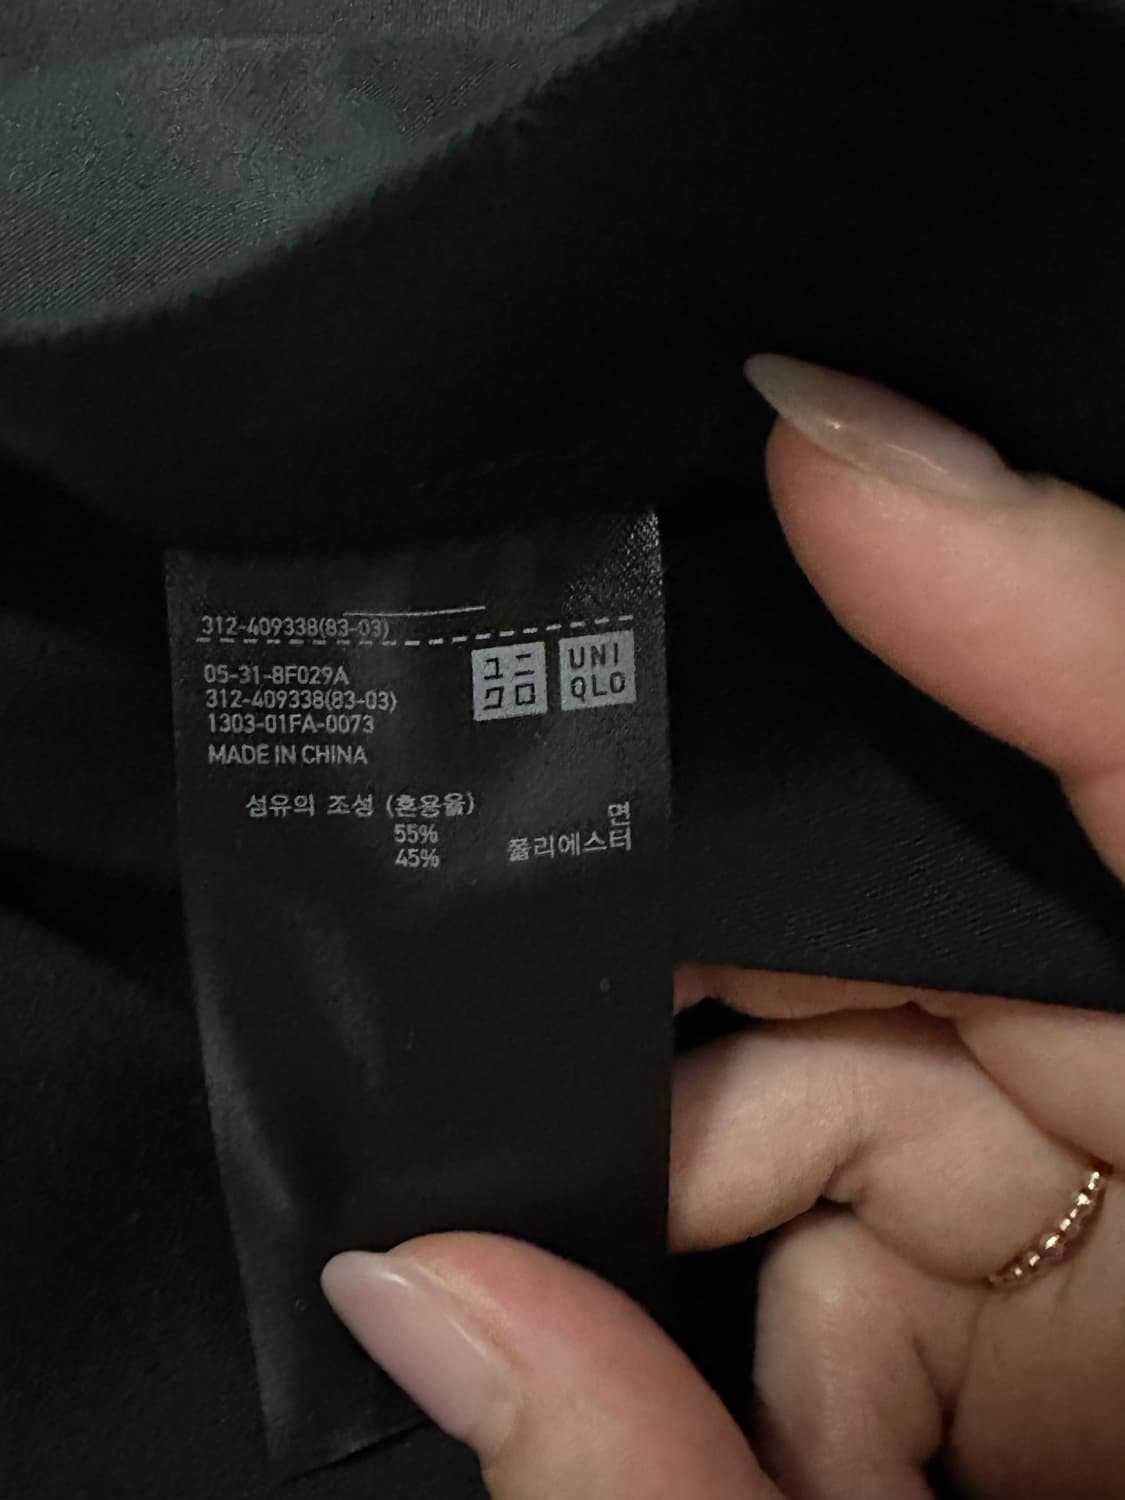 312-409338(83-03)
ユニ
クロ
UNI
QLO
05-31-8F029A
312-409338(83-03)
1303-01FA-0073
MADE IN CHINA
섬유의 조성 (혼용율)
면
55%
폴리에스터
45%